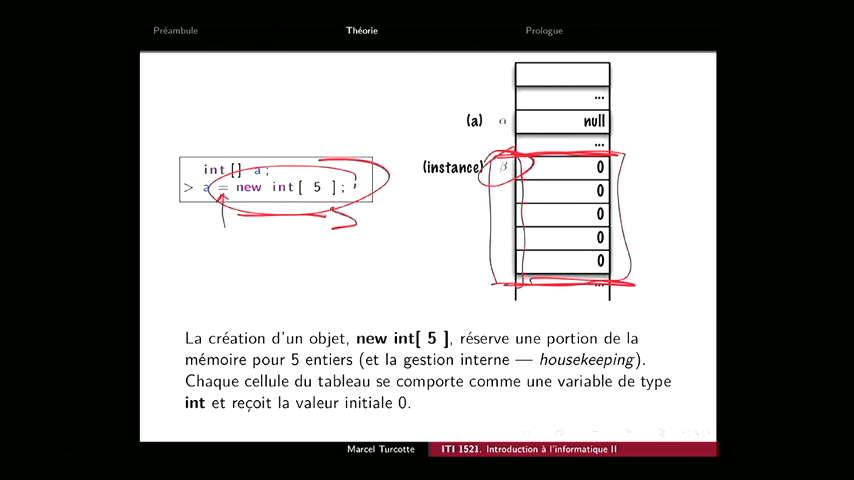 Préambule Théorie Prologue
...
(a) α null
...
int[] a;
> a = new int[ 5 ];
(instance) β 0
0
0
0
0
...
La création d'un objet, new int[ 5 ], réserve une portion de la
mémoire pour 5 entiers (et la gestion interne — housekeeping).
Chaque cellule du tableau se comporte comme une variable de type
int et reçoit la valeur initiale 0.
Marcel Turcotte ITI 1521. Introduction à l'informatique II